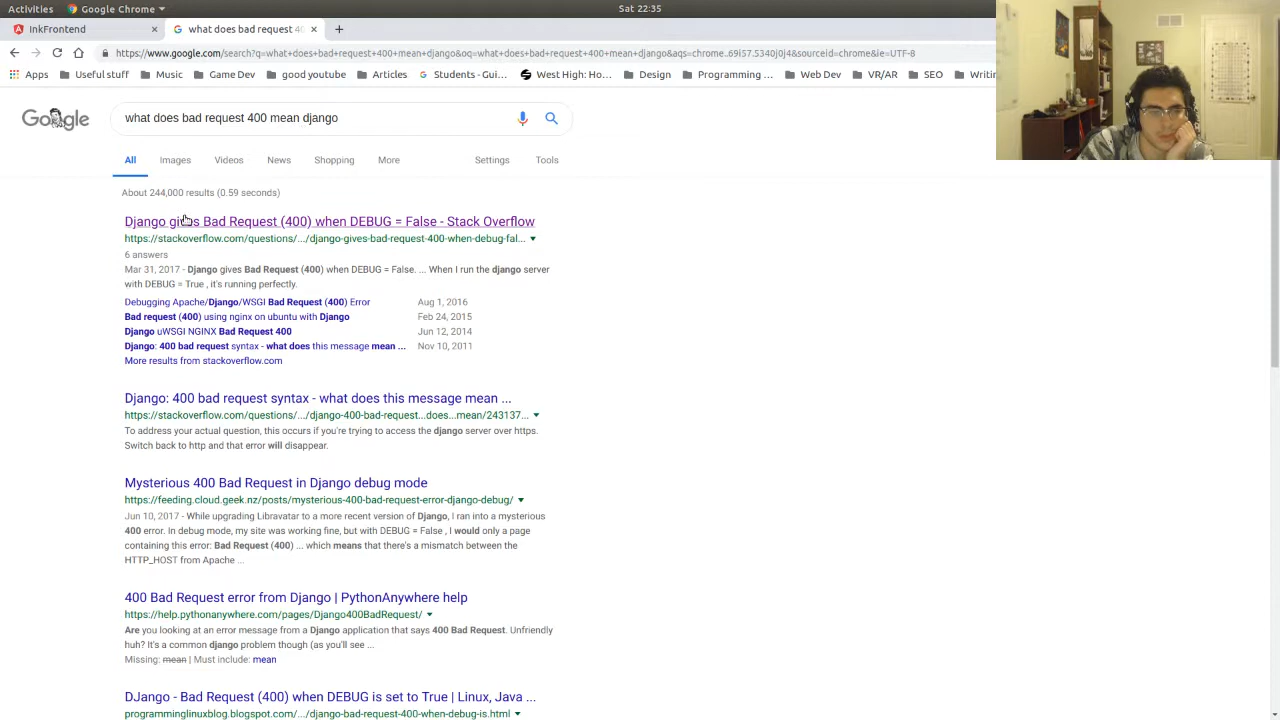 Activities Google Chrome Sat 22:35
InkFrontend what does bad request 400
https://www.google.com/search?q=what+does+bad+request+400+mean+django&oq=what+does+bad+request+400+mean+django&aqs=chrome..69i57.5340j0j4&sourceid=chrome&ie=UTF-8
Apps Useful stuff Music Game Dev good youtube Articles Students - Gui... West High: Ho... Design Programming ... Web Dev VR/AR SEO Writin
Google what does bad request 400 mean django
All Images Videos News Shopping More Settings Tools
About 244,000 results (0.59 seconds)
Django gives Bad Request (400) when DEBUG = False - Stack Overflow
https://stackoverflow.com/questions/.../django-gives-bad-request-400-when-debug-fal...
6 answers
Mar 31, 2017 - Django gives Bad Request (400) when DEBUG = False. ... When I run the django server
with DEBUG = True , it's running perfectly.
Debugging Apache/Django/WSGI Bad Request (400) Error Aug 1, 2016
Bad request (400) using nginx on ubuntu with Django Feb 24, 2015
Django uWSGI NGINX Bad Request 400 Jun 12, 2014
Django: 400 bad request syntax - what does this message mean ... Nov 10, 2011
More results from stackoverflow.com
Django: 400 bad request syntax - what does this message mean ...
https://stackoverflow.com/questions/.../django-400-bad-request...does...mean/243137...
To address your actual question, this occurs if you're trying to access the django server over https.
Switch back to http and that error will disappear.
Mysterious 400 Bad Request in Django debug mode
https://feeding.cloud.geek.nz/posts/mysterious-400-bad-request-error-django-debug/
Jun 10, 2017 - While upgrading Libravatar to a more recent version of Django, I ran into a mysterious
400 error. In debug mode, my site was working fine, but with DEBUG = False , I would only a page
containing this error: Bad Request (400) ... which means that there's a mismatch between the
HTTP_HOST from Apache ...
400 Bad Request error from Django | PythonAnywhere help
https://help.pythonanywhere.com/pages/Django400BadRequest/
Are you looking at an error message from a Django application that says 400 Bad Request. Unfriendly
huh? It's a common django problem though (as you'll see ...
Missing: mean | Must include: mean
DJango - Bad Request (400) when DEBUG is set to True | Linux, Java ...
programminglinuxblog.blogspot.com/.../django-bad-request-400-when-debug-is.html